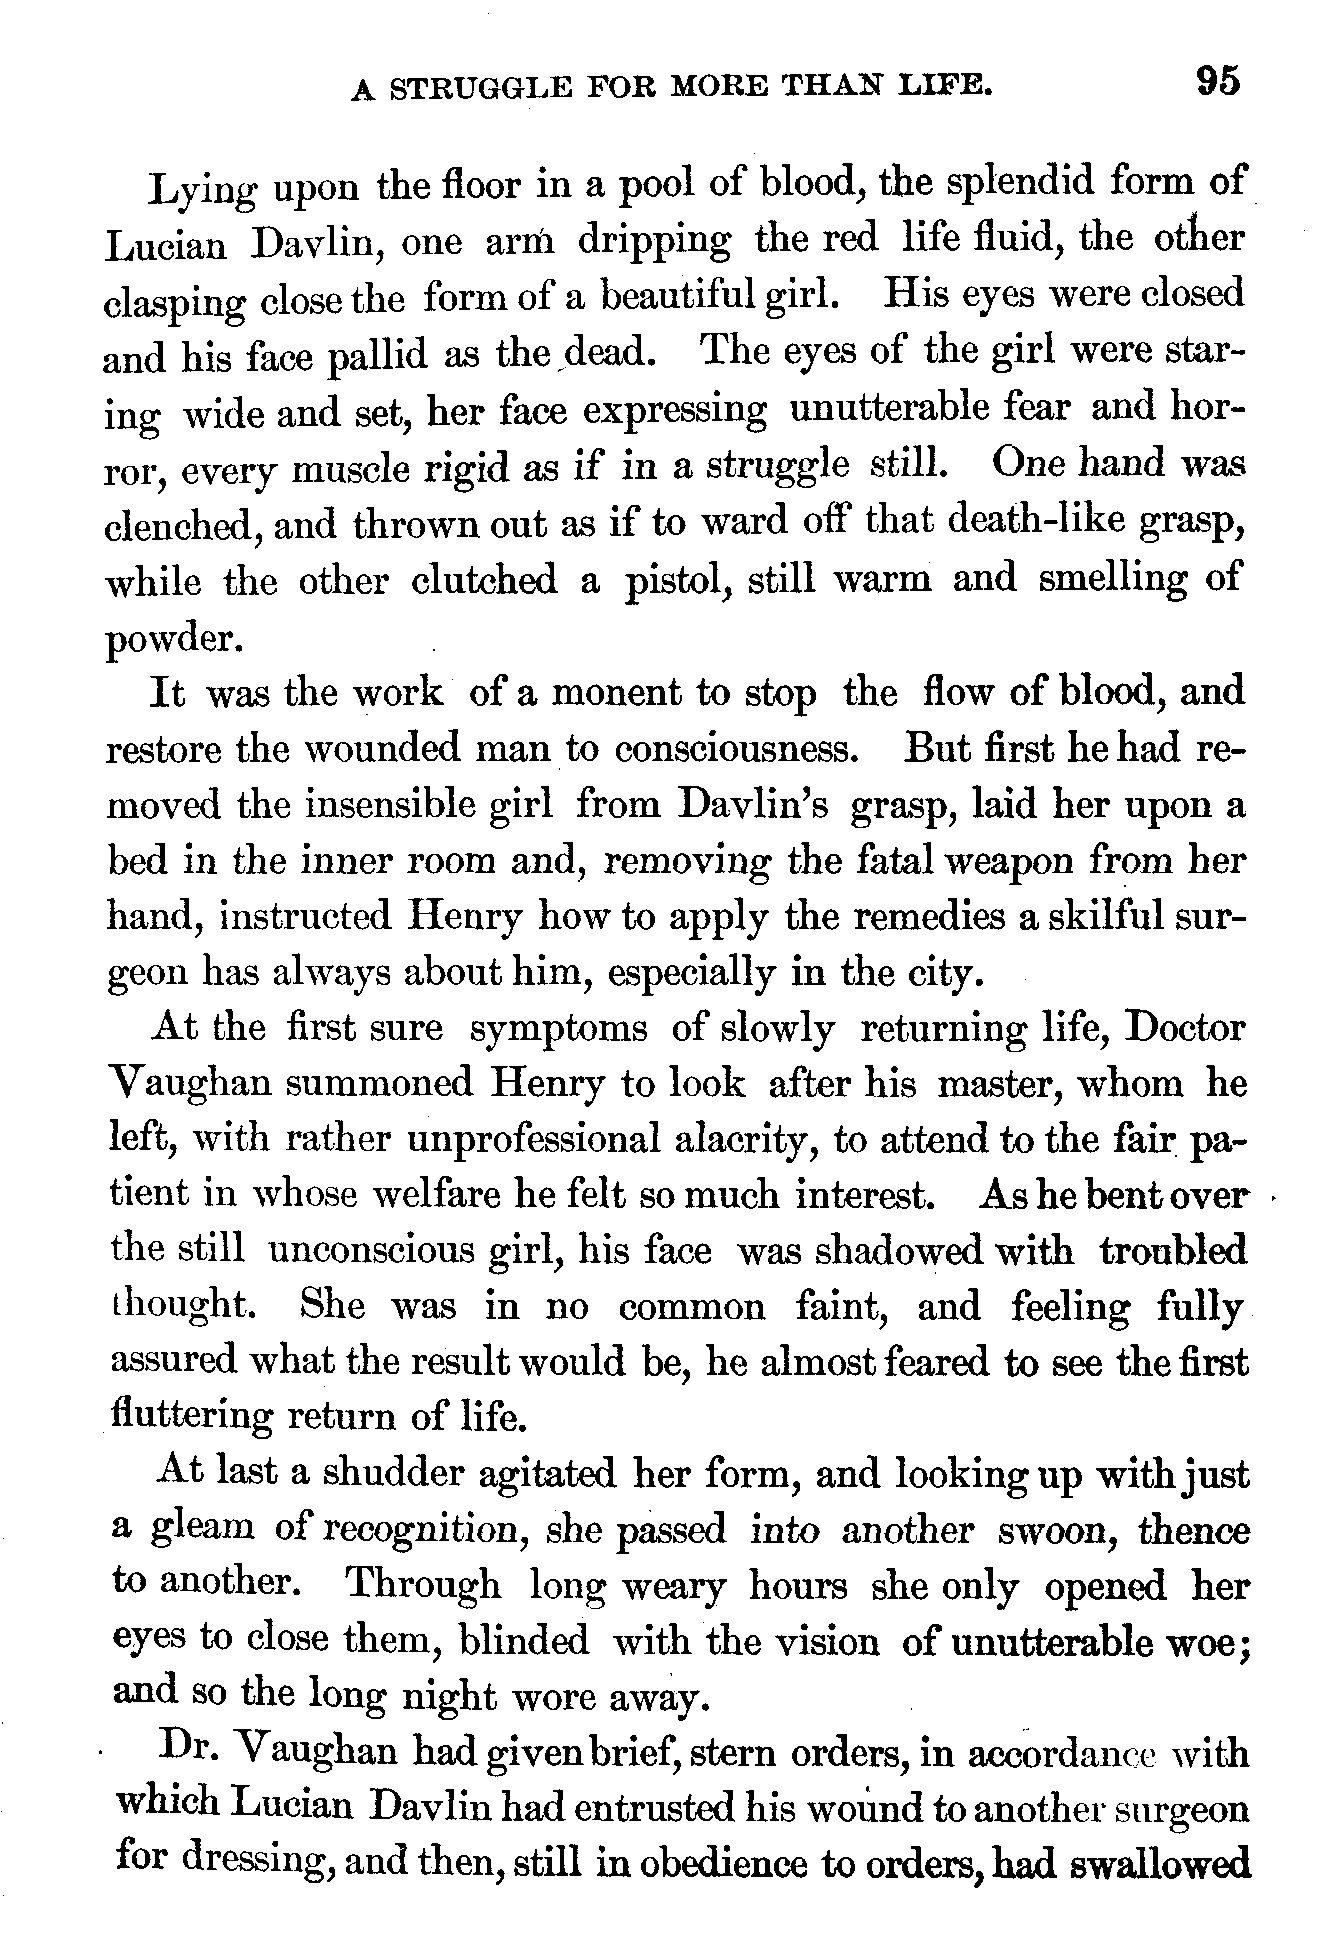 A STRUGGLE FOR MORE THAN LIFE. 95
Lying upon the floor in a pool of blood, the splendid form of
Lucian Davlin, one arm dripping the red life fluid, the other
clasping close the form of a beautiful girl. His eyes were closed
and his face pallid as the dead. The eyes of the girl were star-
ing wide and set, her face expressing unutterable fear and hor-
ror, every muscle rigid as if in a struggle still. One hand was
clenched, and thrown out as if to ward off that death-like grasp,
while the other clutched a pistol, still warm and smelling of
powder.
It was the work of a monent to stop the flow of blood, and
restore the wounded man to consciousness. But first he had re-
moved the insensible girl from Davlin's grasp, laid her upon a
bed in the inner room and, removing the fatal weapon from her
hand, instructed Henry how to apply the remedies a skilful sur-
geon has always about him, especially in the city.
At the first sure symptoms of slowly returning life, Doctor
Vaughan summoned Henry to look after his master, whom he
left, with rather unprofessional alacrity, to attend to the fair pa-
tient in whose welfare he felt so much interest. As he bent over
the still unconscious girl, his face was shadowed with troubled
thought. She was in no common faint, and feeling fully
assured what the result would be, he almost feared to see the first
fluttering return of life.
At last a shudder agitated her form, and looking up with just
a gleam of recognition, she passed into another swoon, thence
to another. Through long weary hours she only opened her
eyes to close them, blinded with the vision of unutterable woe;
and so the long night wore away.
Dr. Vaughan had given brief, stern orders, in accordance with
which Lucian Davlin had entrusted his wound to another surgeon
for dressing, and then, still in obedience to orders, had swallowed